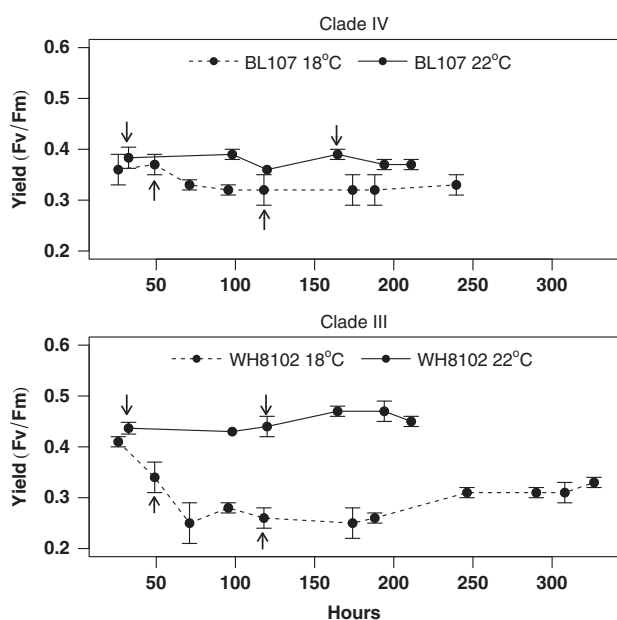 Clade IV
BL107 18°C BL107 22°C
Yield (Fv/Fm)
0.6
0.5
0.4
0.3
0.2
50 100 150 200 250 300
Clade III
WH8102 18°C WH8102 22°C
Yield (Fv/Fm)
0.6
0.5
0.4
0.3
0.2
50 100 150 200 250 300
Hours